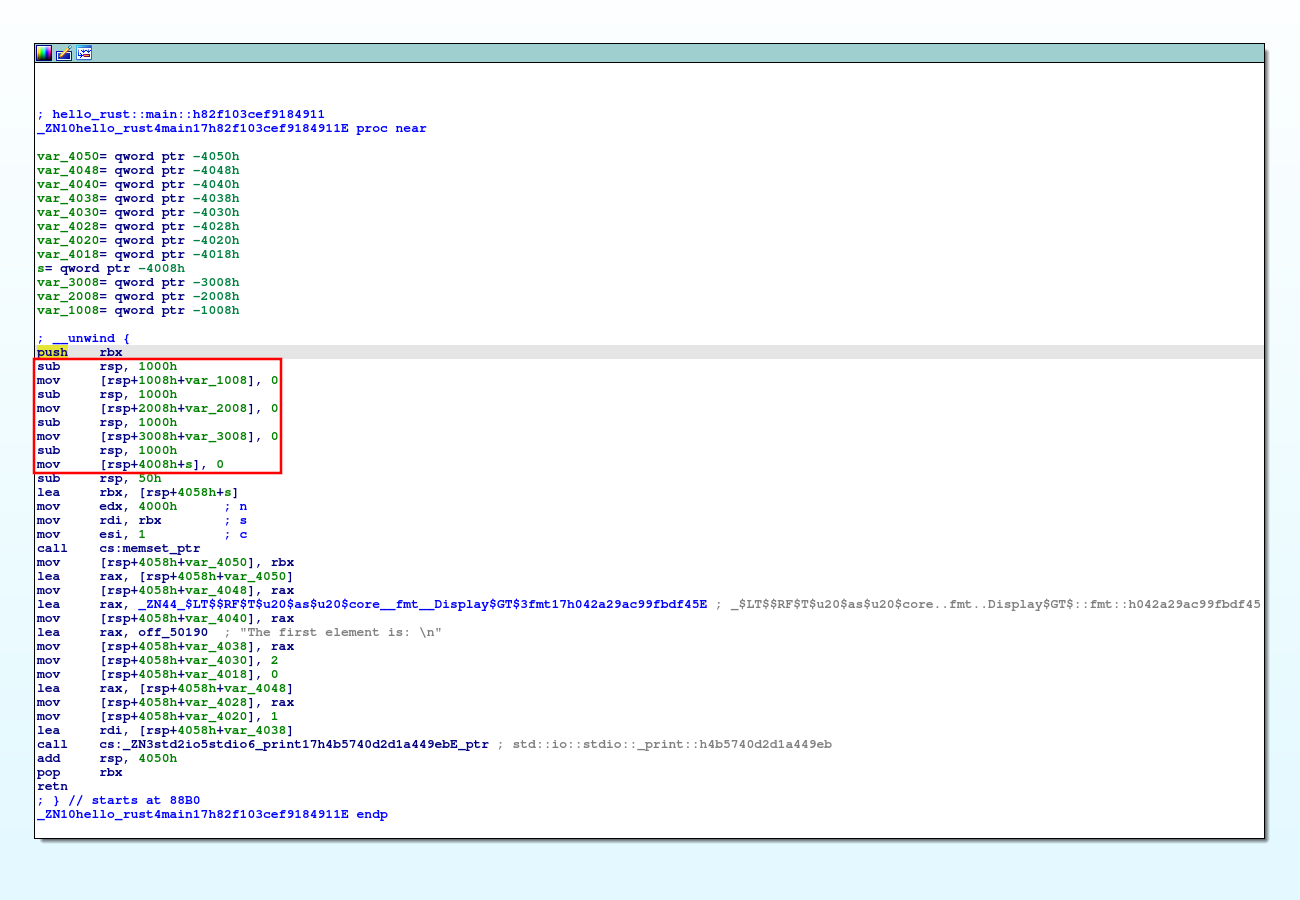 ; hello_rust::main::h82f103cef9184911
_ZN10hello_rust4main17h82f103cef9184911E proc near
var_4050= qword ptr -4050h
var_4048= qword ptr -4048h
var_4040= qword ptr -4040h
var_4038= qword ptr -4038h
var_4030= qword ptr -4030h
var_4028= qword ptr -4028h
var_4020= qword ptr -4020h
var_4018= qword ptr -4018h
s= qword ptr -4008h
var_3008= qword ptr -3008h
var_2008= qword ptr -2008h
var_1008= qword ptr -1008h
; __unwind {
push    rbx
sub     rsp, 1000h
mov     [rsp+1008h+var_1008], 0
sub     rsp, 1000h
mov     [rsp+2008h+var_2008], 0
sub     rsp, 1000h
mov     [rsp+3008h+var_3008], 0
sub     rsp, 1000h
mov     [rsp+4008h+s], 0
sub     rsp, 50h
lea     rbx, [rsp+4058h+s]
mov     edx, 4000h      ; n
mov     rdi, rbx        ; s
mov     esi, 1          ; c
call    cs:memset_ptr
mov     [rsp+4058h+var_4050], rbx
lea     rax, [rsp+4058h+var_4050]
mov     [rsp+4058h+var_4048], rax
lea     rax, _ZN44_$LT$$RF$T$u20$as$u20$core__fmt__Display$GT$3fmt17h042a29ac99fbdf45E ; _$LT$$RF$T$u20$as$u20$core..fmt..Display$GT$::fmt::h042a29ac99fbdf45
mov     [rsp+4058h+var_4040], rax
lea     rax, off_50190  ; "The first element is: \n"
mov     [rsp+4058h+var_4038], rax
mov     [rsp+4058h+var_4030], 2
mov     [rsp+4058h+var_4018], 0
lea     rax, [rsp+4058h+var_4048]
mov     [rsp+4058h+var_4028], rax
mov     [rsp+4058h+var_4020], 1
lea     rdi, [rsp+4058h+var_4038]
call    cs:_ZN3std2io5stdio6_print17h4b5740d2d1a449ebE_ptr ; std::io::stdio::_print::h4b5740d2d1a449eb
add     rsp, 4050h
pop     rbx
retn
; } // starts at 88B0
_ZN10hello_rust4main17h82f103cef9184911E endp